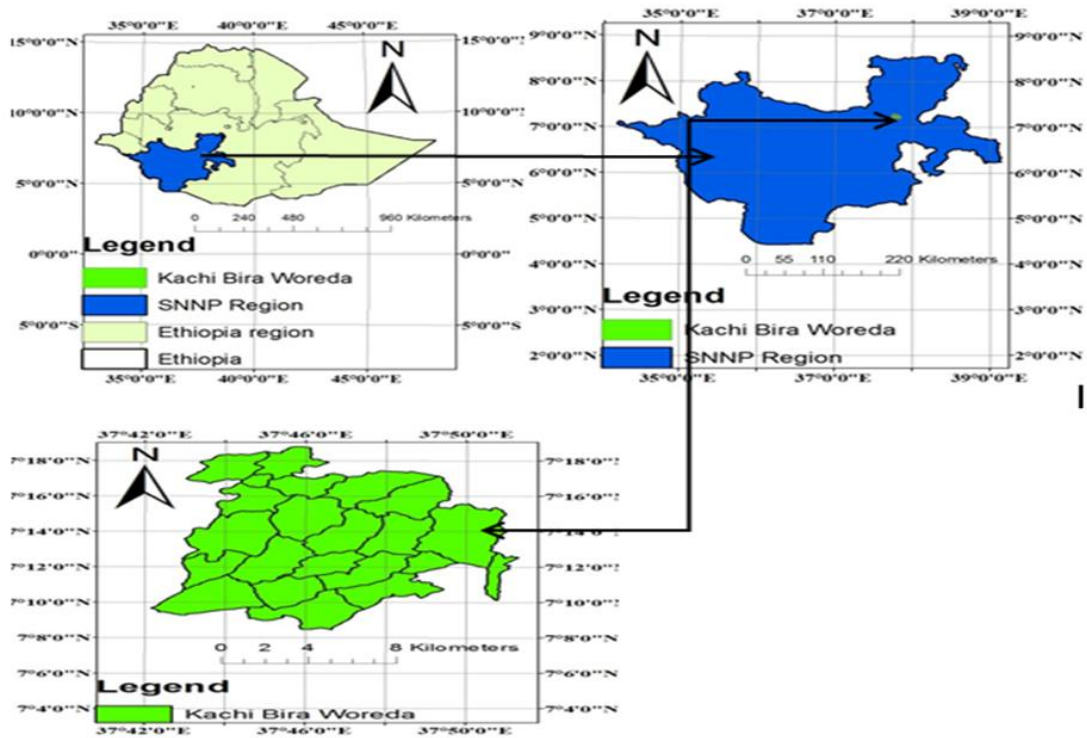 35°0'0"E 40°0'0"E 45°0'0"E
15°0'0"N 15°0'0"N
N
10°0'0"N 10°0'0"N
5°0'0"N 5°0'0"N
0 240 480 960 Kilometers
Legend
0°0'0" 0°0'0"
Kachi Bira Woreda
SNNP Region
Ethiopia region
5°0'0"S 5°0'0"S
Ethiopia
35°0'0"E 40°0'0"E 45°0'0"E
35°0'0"E 37°0'0"E 39°0'0"E
9°0'0"N 9°0'0"N
N
8°0'0"N 8°0'0"N
7°0'0"N 7°0'0"N
6°0'0"N 6°0'0"N
5°0'0"N 5°0'0"N
0 55 110 220 Kilometers
4°0'0"N 4°0'0"N
Legend
3°0'0"N 3°0'0"N
Kachi Bira Woreda
SNNP Region
2°0'0"N 2°0'0"N
35°0'0"E 37°0'0"E 39°0'0"E
37°42'0"E 37°46'0"E 37°50'0"E
N
7°18'0"N 7°18'0"
7°16'0"N 7°16'0"
7°14'0"N 7°14'0"
7°12'0"N 7°12'0"
7°10'0"N 7°10'0"
7°8'0"N 7°8'0"N
0 2 4 8 Kilometers
7°6'0"N 7°6'0"N
Legend
7°4'0"N 7°4'0"N
Kachi Bira Woreda
37°42'0"E 37°46'0"E 37°50'0"E